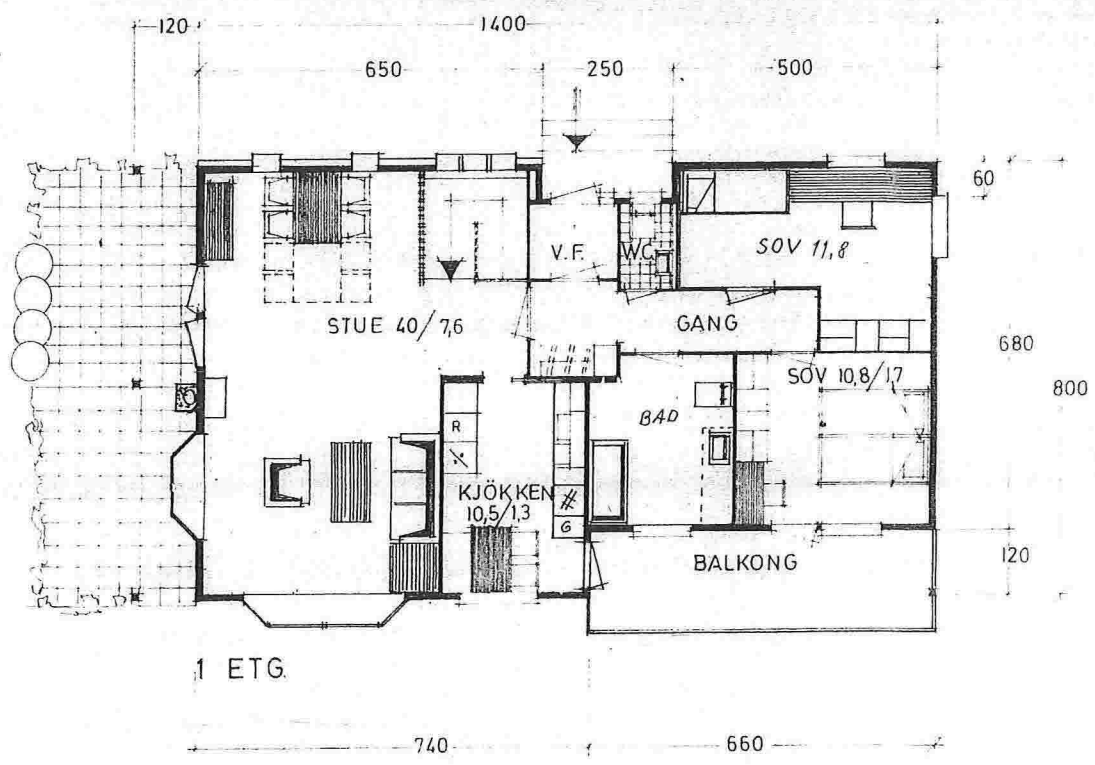 120
1400
650
250
500
60
V.F.
W.C.
SOV 11,8
STUE 40/7,6
GANG
680
SOV 10,8/1,7
800
BAD
R
KJÖKKEN
10,5/1,3
G
BALKONG
120
1 ETG.
740
660